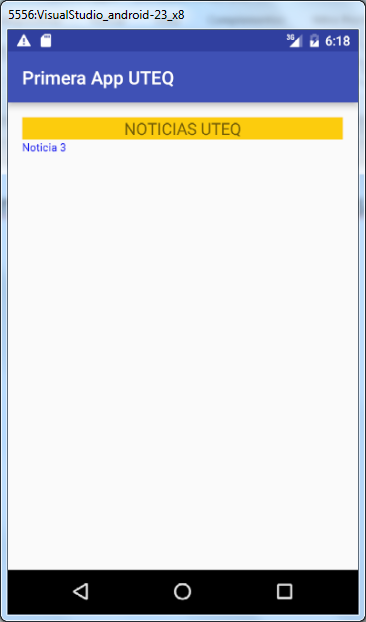 5556:VisualStudio_android-23_x8
3G 6:18
Primera App UTEQ
NOTICIAS UTEQ
Noticia 3